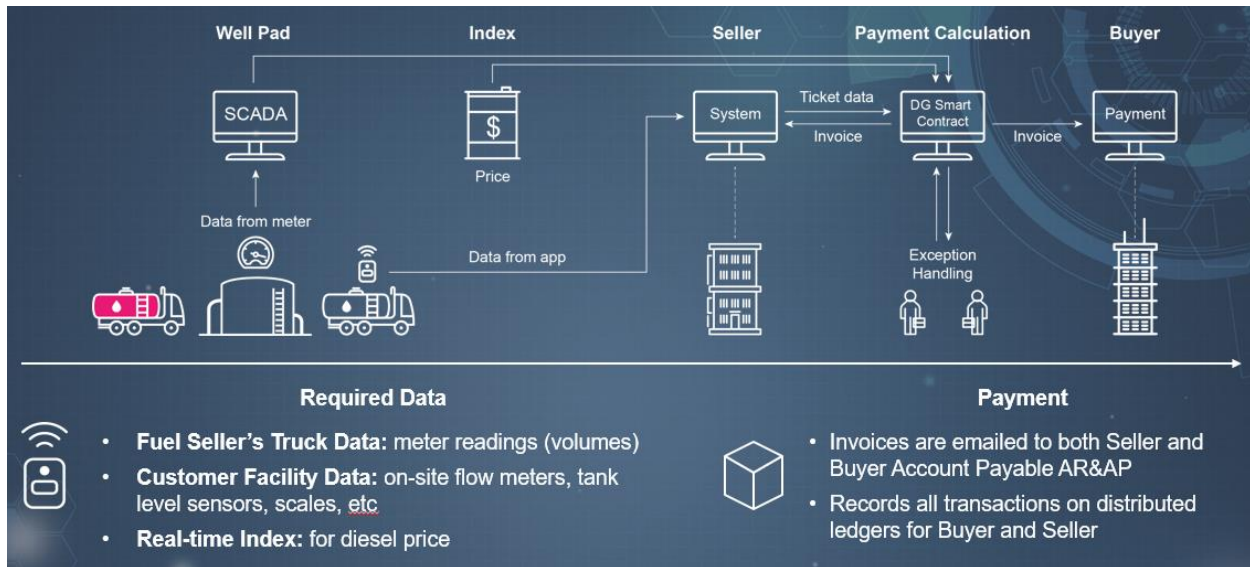 Well Pad
Index
Seller
Payment Calculation
Buyer
SCADA
$
Price
System
Ticket data
Invoice
DG Smart
Contract
Invoice
Payment
Data from meter
Data from app
Exception
Handling
Required Data
• Fuel Seller's Truck Data: meter readings (volumes)
• Customer Facility Data: on-site flow meters, tank
level sensors, scales, etc
• Real-time Index: for diesel price
Payment
• Invoices are emailed to both Seller and
Buyer Account Payable AR&AP
• Records all transactions on distributed
ledgers for Buyer and Seller